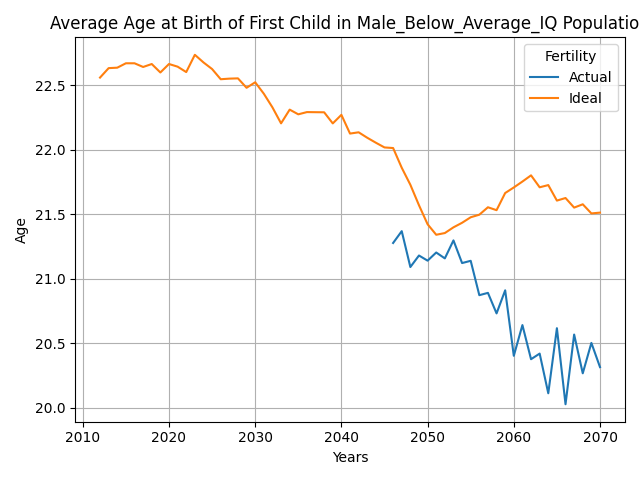 Average Age at Birth of First Child in Male_Below_Average_IQ Populatio
Fertility
Actual
Ideal
22.5
22.0
21.5
21.0
20.5
20.0
Age
2010 2020 2030 2040 2050 2060 2070
Years